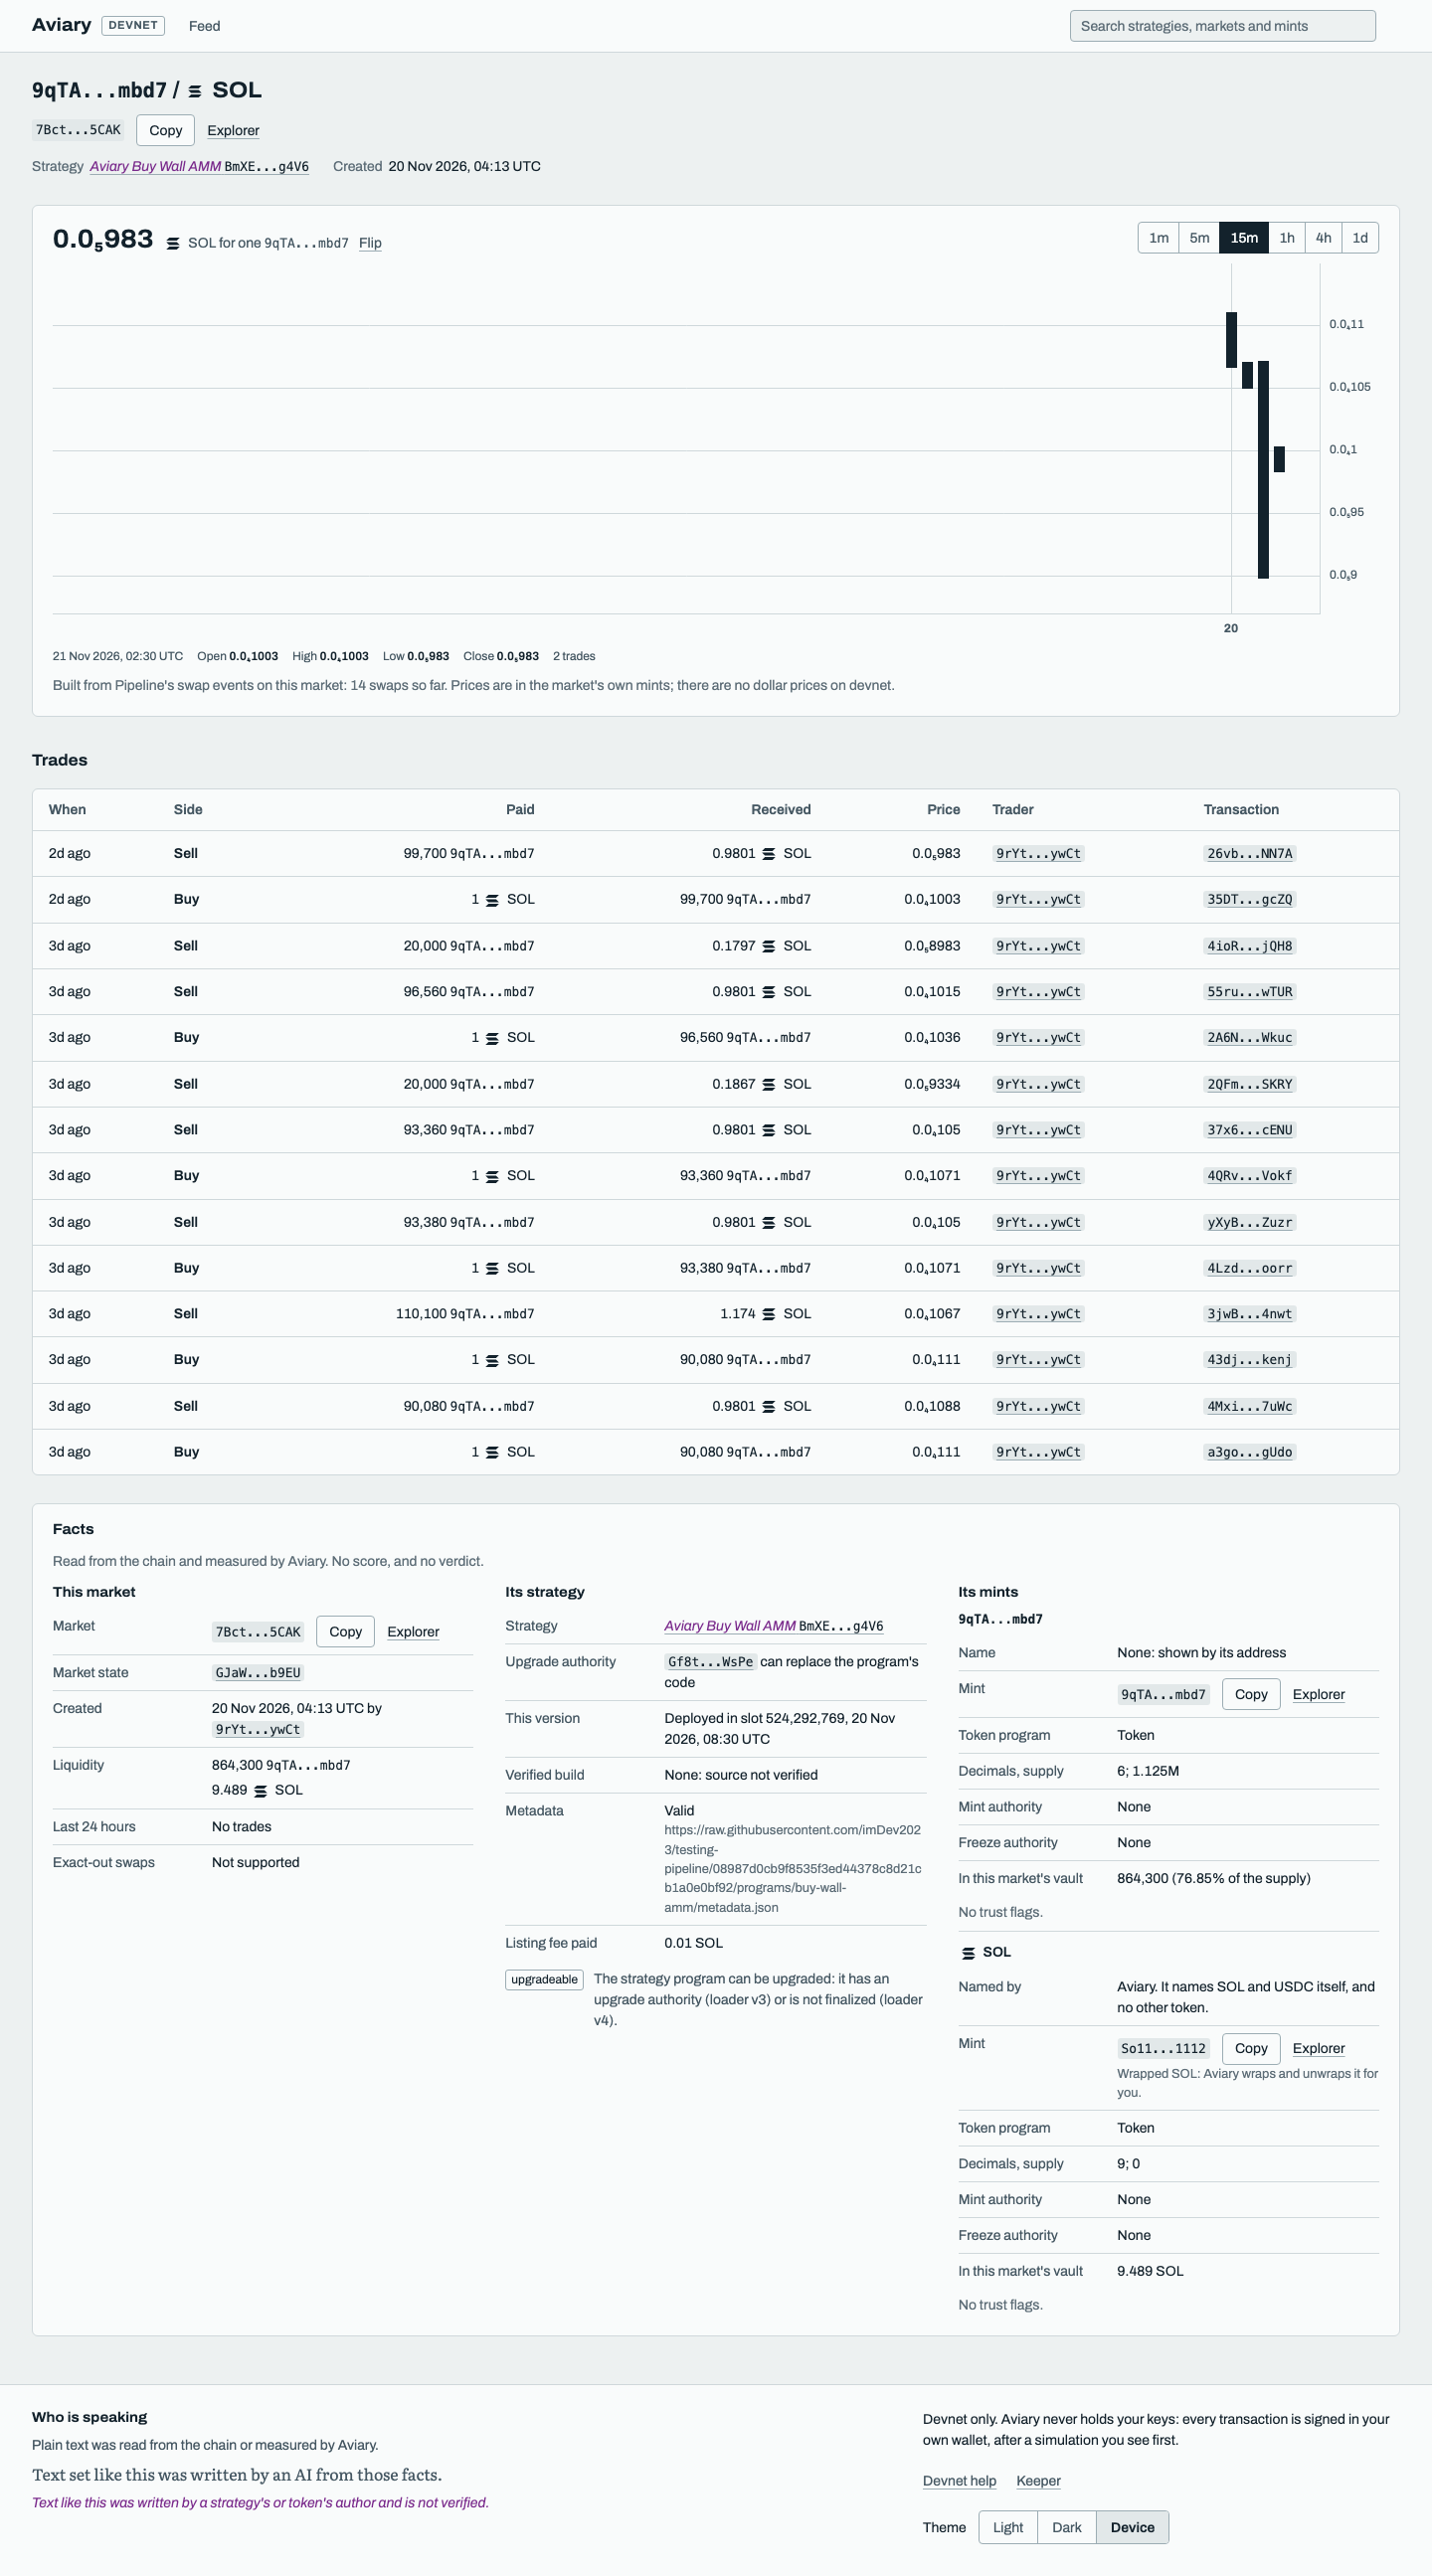 Aviary DEVNET Feed Search strategies, markets and mints
9qTA...mbd7 / SOL
7Bct...5CAK Copy Explorer
Strategy Aviary Buy Wall AMM BmXE...g4V6 Created 20 Nov 2026, 04:13 UTC
0.0₅983 SOL for one 9qTA...mbd7 Flip 1m 5m 15m 1h 4h 1d
0.0₄11
0.0₄105
0.0₄1
0.0₅95
0.0₅9
20
21 Nov 2026, 02:30 UTC Open 0.0₄1003 High 0.0₄1003 Low 0.0₅983 Close 0.0₅983 2 trades
Built from Pipeline's swap events on this market: 14 swaps so far. Prices are in the market's own mints; there are no dollar prices on devnet.
Trades
When Side Paid Received Price Trader Transaction
2d ago Sell 99,700 9qTA...mbd7 0.9801 SOL 0.0₅983 9rYt...ywCt 26vb...NN7A
2d ago Buy 1 SOL 99,700 9qTA...mbd7 0.0₄1003 9rYt...ywCt 35DT...gcZQ
3d ago Sell 20,000 9qTA...mbd7 0.1797 SOL 0.0₅8983 9rYt...ywCt 4ioR...jQH8
3d ago Sell 96,560 9qTA...mbd7 0.9801 SOL 0.0₄1015 9rYt...ywCt 55ru...wTUR
3d ago Buy 1 SOL 96,560 9qTA...mbd7 0.0₄1036 9rYt...ywCt 2A6N...Wkuc
3d ago Sell 20,000 9qTA...mbd7 0.1867 SOL 0.0₅9334 9rYt...ywCt 2QFm...SKRY
3d ago Sell 93,360 9qTA...mbd7 0.9801 SOL 0.0₄105 9rYt...ywCt 37x6...cENU
3d ago Buy 1 SOL 93,360 9qTA...mbd7 0.0₄1071 9rYt...ywCt 4QRv...Vokf
3d ago Sell 93,380 9qTA...mbd7 0.9801 SOL 0.0₄105 9rYt...ywCt yXyB...Zuzr
3d ago Buy 1 SOL 93,380 9qTA...mbd7 0.0₄1071 9rYt...ywCt 4Lzd...oorr
3d ago Sell 110,100 9qTA...mbd7 1.174 SOL 0.0₄1067 9rYt...ywCt 3jwB...4nwt
3d ago Buy 1 SOL 90,080 9qTA...mbd7 0.0₄111 9rYt...ywCt 43dj...kenj
3d ago Sell 90,080 9qTA...mbd7 0.9801 SOL 0.0₄1088 9rYt...ywCt 4Mxi...7uWc
3d ago Buy 1 SOL 90,080 9qTA...mbd7 0.0₄111 9rYt...ywCt a3go...gUdo
Facts
Read from the chain and measured by Aviary. No score, and no verdict.
This market
Market 7Bct...5CAK Copy Explorer
Market state GJaW...b9EU
Created 20 Nov 2026, 04:13 UTC by
9rYt...ywCt
Liquidity 864,300 9qTA...mbd7
9.489 SOL
Last 24 hours No trades
Exact-out swaps Not supported
Its strategy
Strategy Aviary Buy Wall AMM BmXE...g4V6
Upgrade authority Gf8t...WsPe can replace the program's
code
This version Deployed in slot 524,292,769, 20 Nov
2026, 08:30 UTC
Verified build None: source not verified
Metadata Valid
https://raw.githubusercontent.com/imDev202
3/testing-
pipeline/08987d0cb9f8535f3ed44378c8d21c
b1a0e0bf92/programs/buy-wall-
amm/metadata.json
Listing fee paid 0.01 SOL
upgradeable The strategy program can be upgraded: it has an
upgrade authority (loader v3) or is not finalized (loader
v4).
Its mints
9qTA...mbd7
Name None: shown by its address
Mint 9qTA...mbd7 Copy Explorer
Token program Token
Decimals, supply 6; 1.125M
Mint authority None
Freeze authority None
In this market's vault 864,300 (76.85% of the supply)
No trust flags.
SOL
Named by Aviary. It names SOL and USDC itself, and
no other token.
Mint So11...1112 Copy Explorer
Wrapped SOL: Aviary wraps and unwraps it for
you.
Token program Token
Decimals, supply 9; 0
Mint authority None
Freeze authority None
In this market's vault 9.489 SOL
No trust flags.
Who is speaking
Plain text was read from the chain or measured by Aviary.
Text set like this was written by an AI from those facts.
Text like this was written by a strategy's or token's author and is not verified.
Devnet only. Aviary never holds your keys: every transaction is signed in your
own wallet, after a simulation you see first.
Devnet help Keeper
Theme Light Dark Device